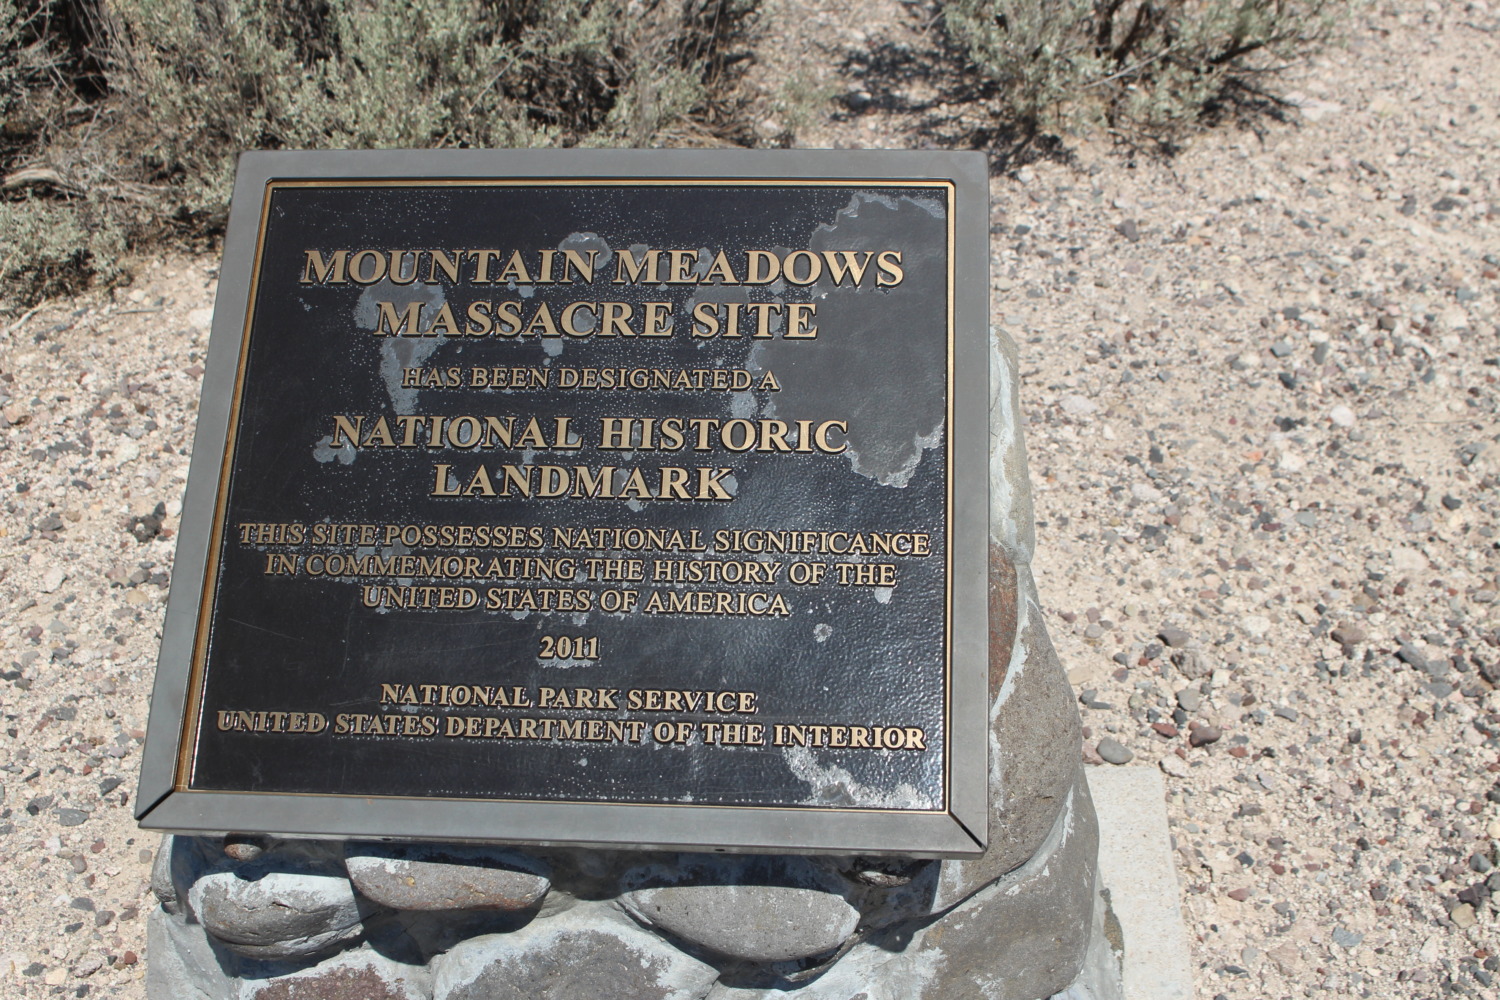 MOUNTAIN MEADOWS
MASSACRE SITE
HAS BEEN DESIGNATED A
NATIONAL HISTORIC
LANDMARK
THIS SITE POSSESSES NATIONAL SIGNIFICANCE
IN COMMEMORATING THE HISTORY OF THE
UNITED STATES OF AMERICA
2011
NATIONAL PARK SERVICE
UNITED STATES DEPARTMENT OF THE INTERIOR